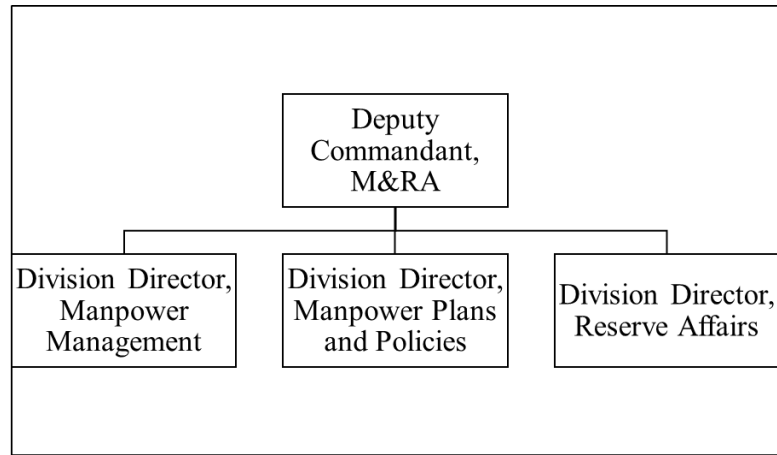 Deputy
Commandant,
M&RA
Division Director,
Manpower
Management
Division Director,
Manpower Plans
and Policies
Division Director,
Reserve Affairs